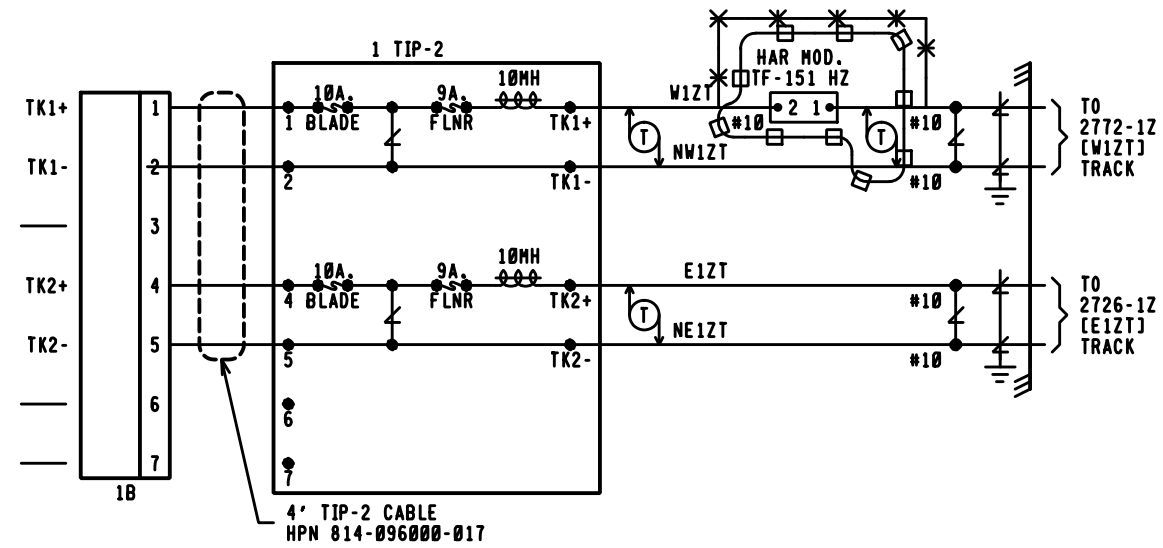 1 TIP-2
HAR MOD.
TF-151 HZ
10A.
9A.
10MH
W1ZT
TK1+
1
1
BLADE
FLNR
TK1+
#10
2 1
#10
TO
2772-1Z
[W1ZT]
TRACK
T
T
NW1ZT
TK1-
2
2
TK1-
#10
3
10A.
9A.
10MH
E1ZT
TK2+
4
4
BLADE
FLNR
TK2+
#10
TO
2726-1Z
[E1ZT]
TRACK
T
NE1ZT
TK2-
5
5
TK2-
#10
6
6
7
7
1B
4' TIP-2 CABLE
HPN 814-096000-017